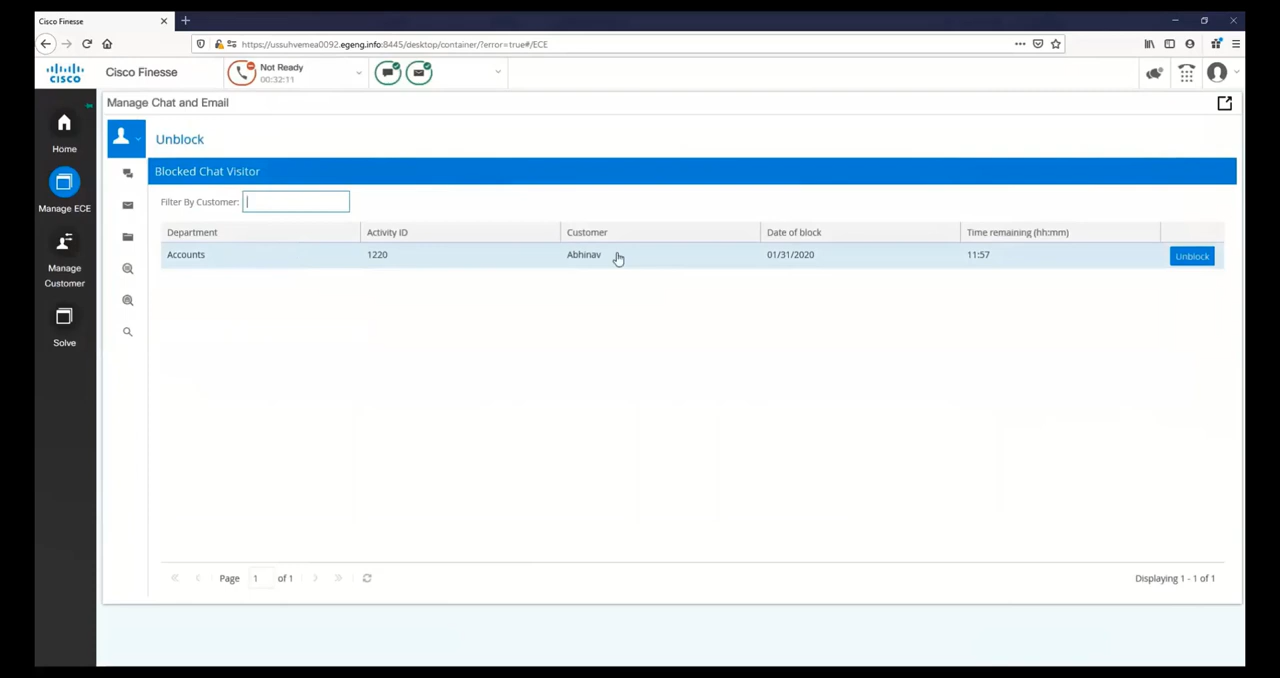 Cisco Finesse
https://ussuhvemea0092.egeng.info:8445/desktop/container/?error=true#/ECE
cisco
Cisco Finesse
Not Ready
00:32:11
Manage Chat and Email
Home
Manage ECE
Manage
Customer
Solve
Unblock
Blocked Chat Visitor
Filter By Customer:
Department Activity ID Customer Date of block Time remaining (hh:mm)
Accounts 1220 Abhinav 01/31/2020 11:57 Unblock
Page 1 of 1 Displaying 1 - 1 of 1